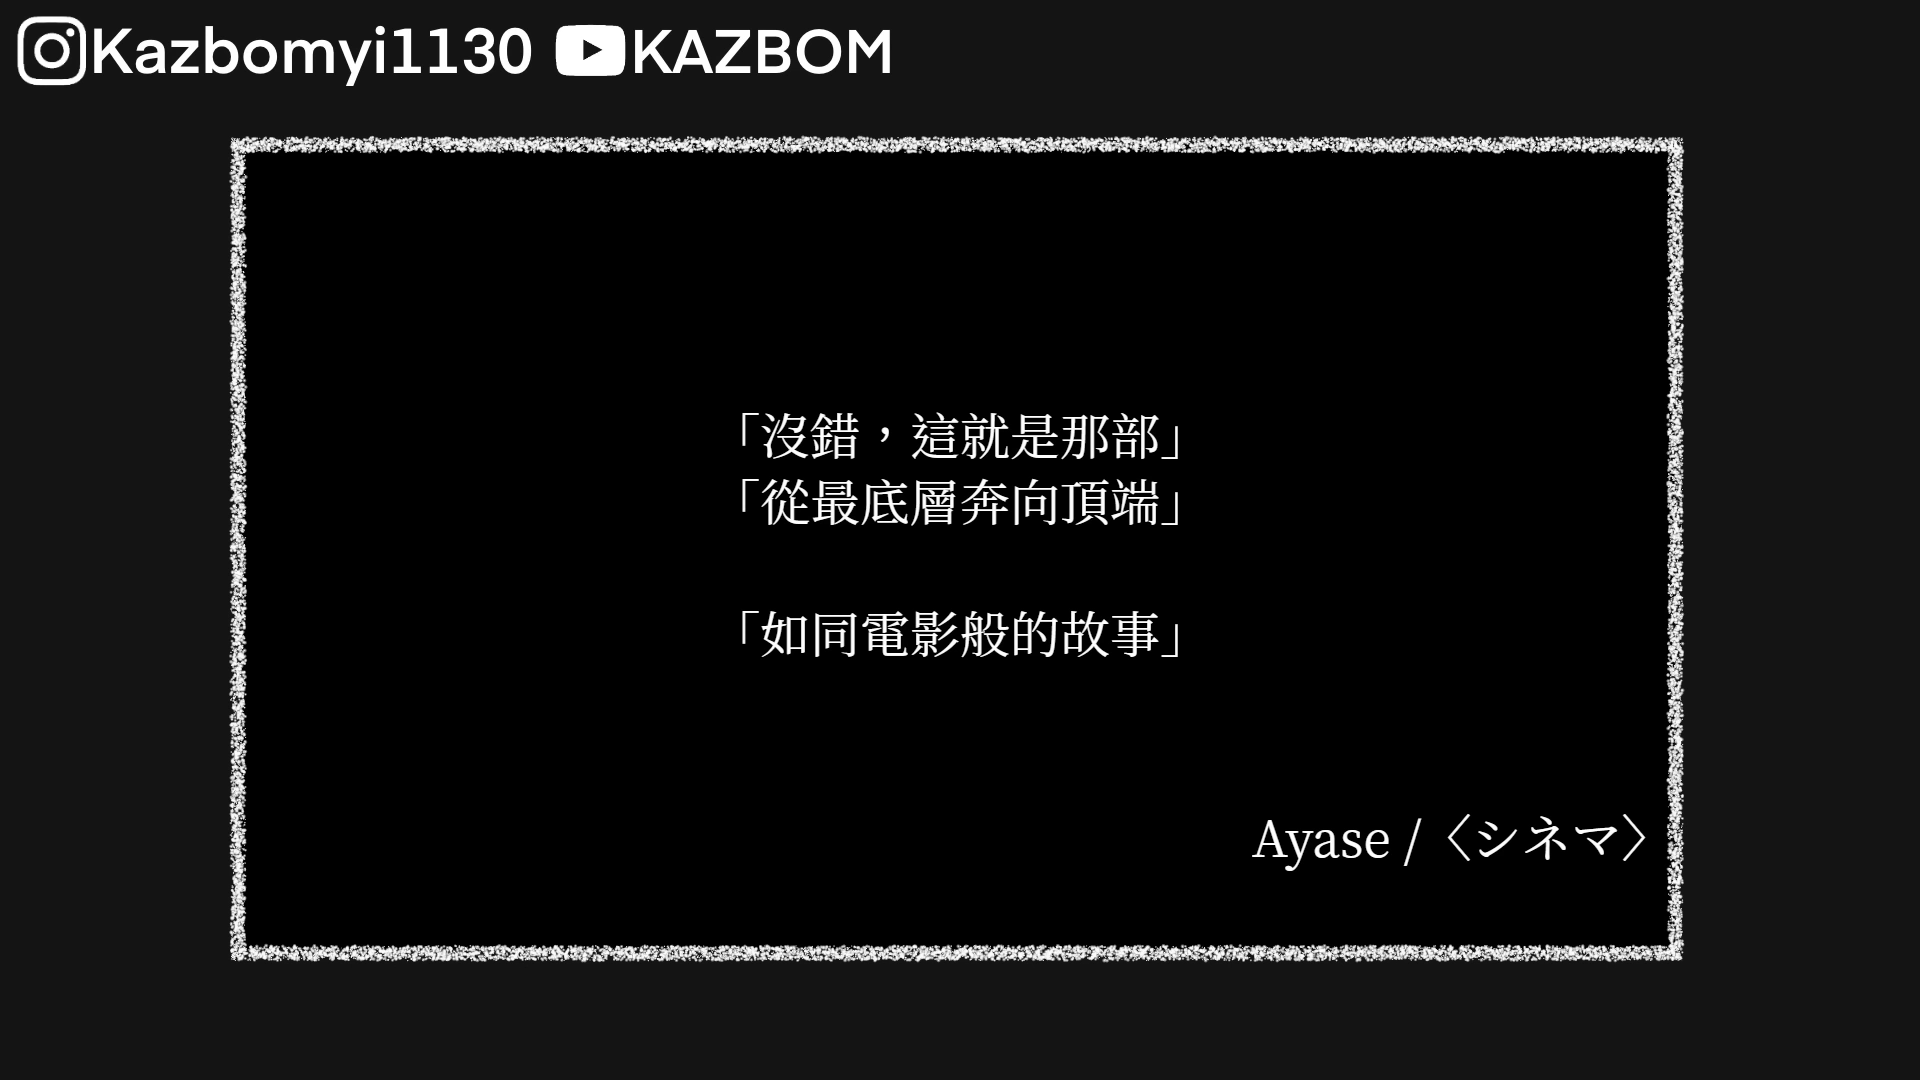 Kazbomyi1130 KAZBOM
「沒錯，這就是那部」
「從最底層奔向頂端」
「如同電影般的故事」
Ayase /〈シネマ〉